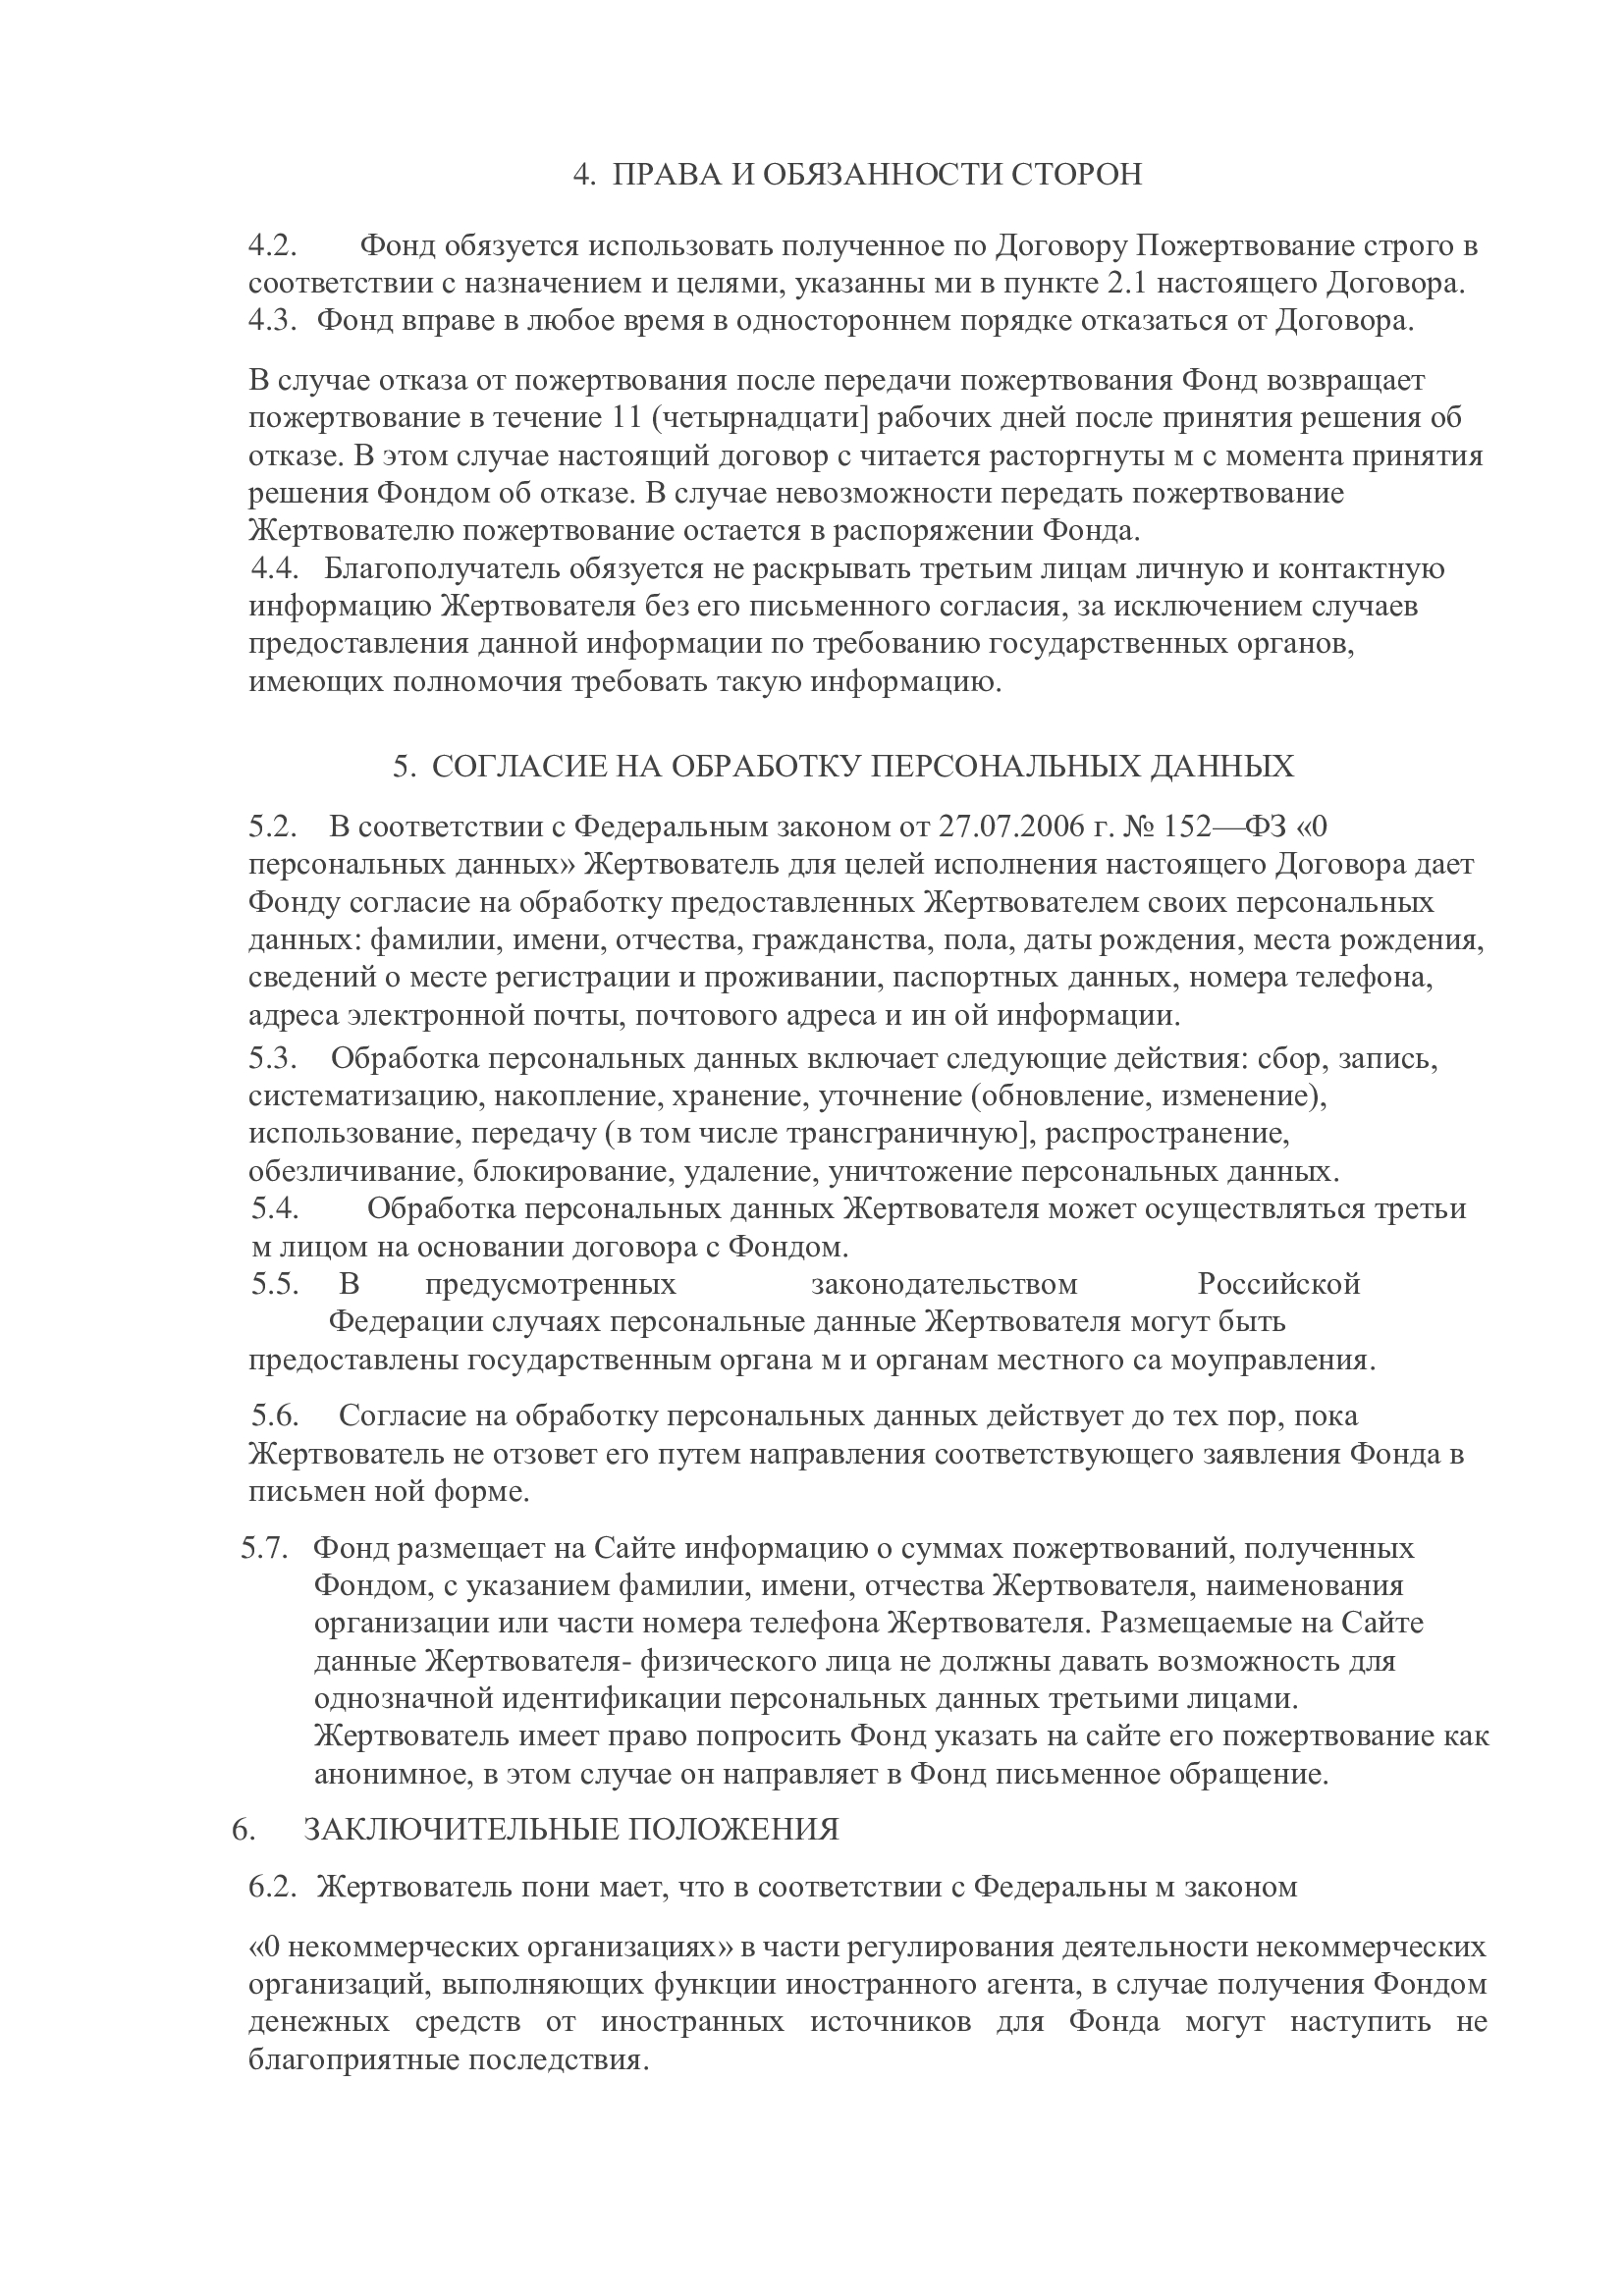 4. ПРАВА И ОБЯЗАННОСТИ СТОРОН
4.2. Фонд обязуется использовать полученное по Договору Пожертвование строго в
соответствии с назначением и целями, указанны ми в пункте 2.1 настоящего Договора.
4.3. Фонд вправе в любое время в одностороннем порядке отказаться от Договора.
В случае отказа от пожертвования после передачи пожертвования Фонд возвращает
пожертвование в течение 11 (четырнадцати] рабочих дней после принятия решения об
отказе. В этом случае настоящий договор с читается расторгнуты м с момента принятия
решения Фондом об отказе. В случае невозможности передать пожертвование
Жертвователю пожертвование остается в распоряжении Фонда.
4.4. Благополучатель обязуется не раскрывать третьим лицам личную и контактную
информацию Жертвователя без его письменного согласия, за исключением случаев
предоставления данной информации по требованию государственных органов,
имеющих полномочия требовать такую информацию.
5. СОГЛАСИЕ НА ОБРАБОТКУ ПЕРСОНАЛЬНЫХ ДАННЫХ
5.2. В соответствии с Федеральным законом от 27.07.2006 г. № 152—ФЗ «0
персональных данных» Жертвователь для целей исполнения настоящего Договора дает
Фонду согласие на обработку предоставленных Жертвователем своих персональных
данных: фамилии, имени, отчества, гражданства, пола, даты рождения, места рождения,
сведений о месте регистрации и проживании, паспортных данных, номера телефона,
адреса электронной почты, почтового адреса и ин ой информации.
5.3. Обработка персональных данных включает следующие действия: сбор, запись,
систематизацию, накопление, хранение, уточнение (обновление, изменение),
использование, передачу (в том числе трансграничную], распространение,
обезличивание, блокирование, удаление, уничтожение персональных данных.
5.4. Обработка персональных данных Жертвователя может осуществляться третьи
м лицом на основании договора с Фондом.
5.5. В предусмотренных законодательством Российской
Федерации случаях персональные данные Жертвователя могут быть
предоставлены государственным органа м и органам местного са моуправления.
5.6. Согласие на обработку персональных данных действует до тех пор, пока
Жертвователь не отзовет его путем направления соответствующего заявления Фонда в
письмен ной форме.
5.7. Фонд размещает на Сайте информацию о суммах пожертвований, полученных
Фондом, с указанием фамилии, имени, отчества Жертвователя, наименования
организации или части номера телефона Жертвователя. Размещаемые на Сайте
данные Жертвователя- физического лица не должны давать возможность для
однозначной идентификации персональных данных третьими лицами.
Жертвователь имеет право попросить Фонд указать на сайте его пожертвование как
анонимное, в этом случае он направляет в Фонд письменное обращение.
6. ЗАКЛЮЧИТЕЛЬНЫЕ ПОЛОЖЕНИЯ
6.2. Жертвователь пони мает, что в соответствии с Федеральны м законом
«0 некоммерческих организациях» в части регулирования деятельности некоммерческих
организаций, выполняющих функции иностранного агента, в случае получения Фондом
денежных средств от иностранных источников для Фонда могут наступить не
благоприятные последствия.